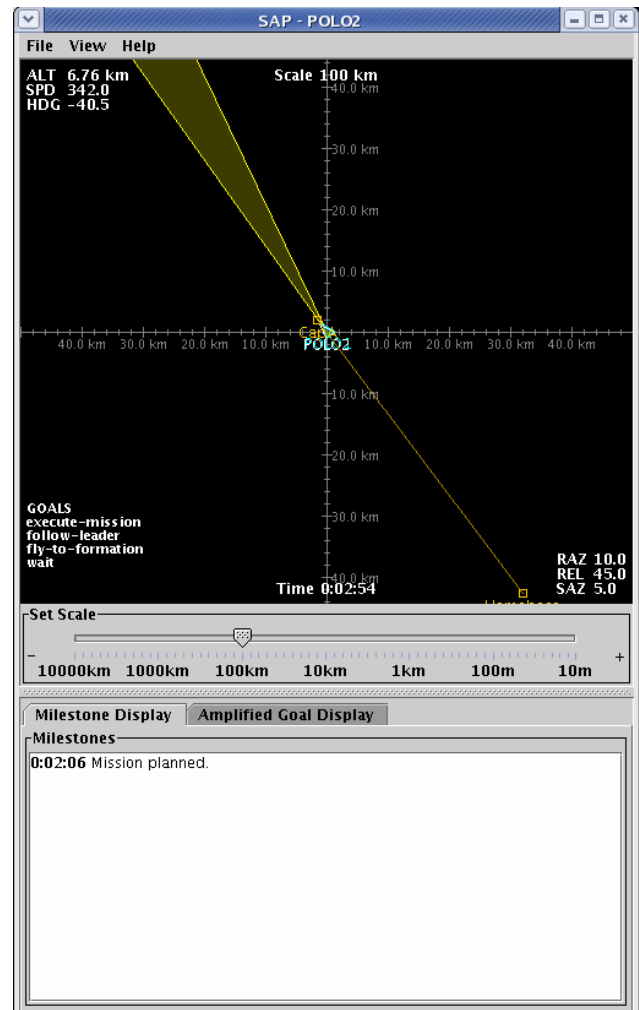 SAP - POLO2
File View Help
ALT 6.76 km
SPD 342.0
HDG -40.5
Scale 100 km
40.0 km
30.0 km
20.0 km
10.0 km
CapA
40.0 km 30.0 km 20.0 km 10.0 km POLO2 10.0 km 20.0 km 30.0 km 40.0 km
10.0 km
20.0 km
30.0 km
40.0 km
GOALS
execute-mission
follow-leader
fly-to-formation
wait
Time 0:02:54
RAZ 10.0
REL 45.0
SAZ 5.0
Set Scale
- +
10000km 1000km 100km 10km 1km 100m 10m
Milestone Display Amplified Goal Display
Milestones
0:02:06 Mission planned.